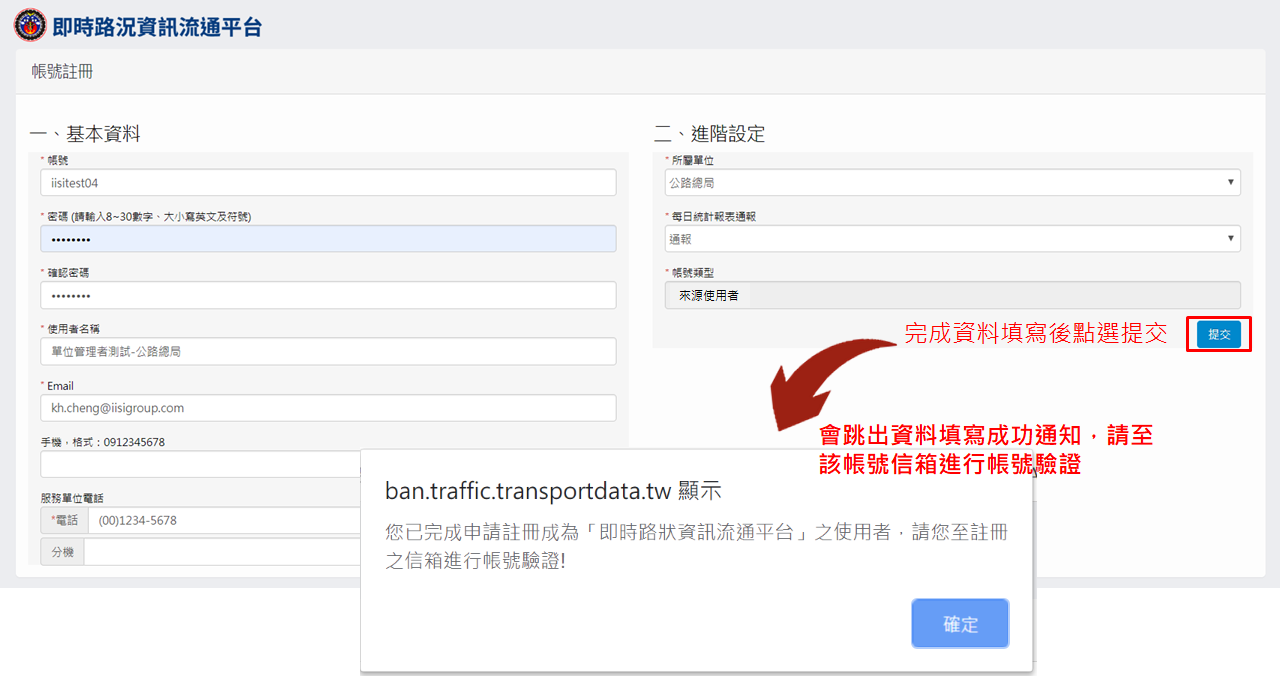 即時路況資訊流通平台
帳號註冊
一、基本資料
* 帳號
iisitest04
* 密碼 (請輸入8~30數字、大小寫英文及符號)
••••••••
* 確認密碼
••••••••
* 使用者名稱
單位管理者測試-公路總局
* Email
kh.cheng@iisigroup.com
手機，格式：0912345678
服務單位電話
*電話
(00)1234-5678
分機
二、進階設定
* 所屬單位
公路總局
* 每日統計報表通報
通報
* 帳號類型
來源使用者
完成資料填寫後點選提交
提交
會跳出資料填寫成功通知，請至
該帳號信箱進行帳號驗證
ban.traffic.transportdata.tw 顯示
您已完成申請註冊成為「即時路狀資訊流通平台」之使用者，請您至註冊
之信箱進行帳號驗證!
確定